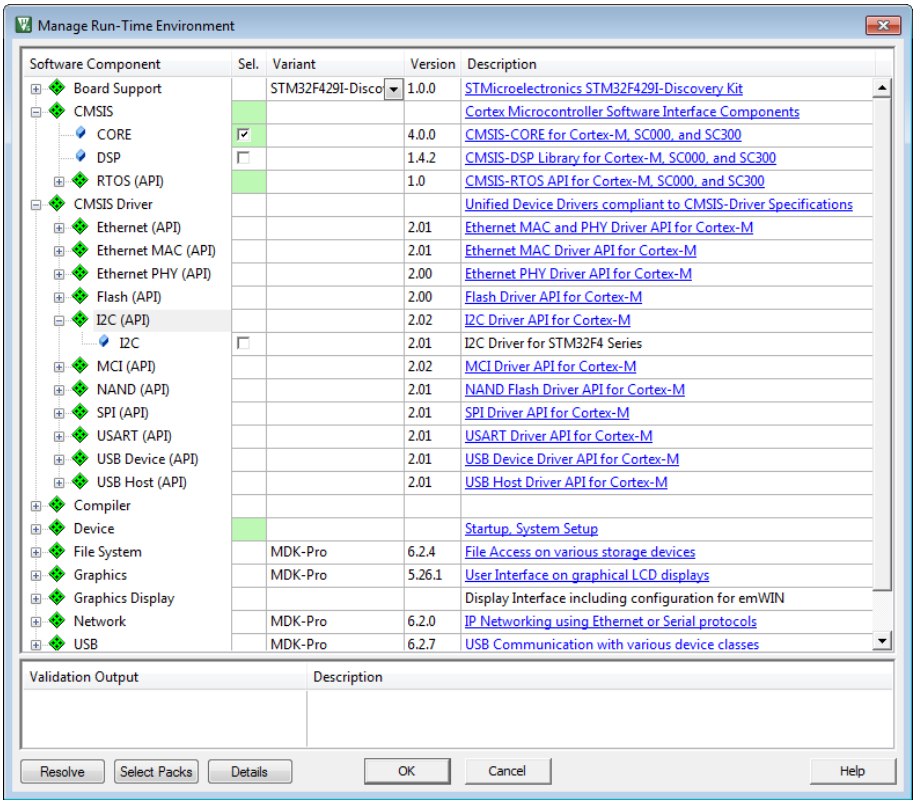 Manage Run-Time Environment
Software Component Sel. Variant Version Description
Board Support STM32F429I-Discov 1.0.0 STMicroelectronics STM32F429I-Discovery Kit
CMSIS Cortex Microcontroller Software Interface Components
CORE 4.0.0 CMSIS-CORE for Cortex-M, SC000, and SC300
DSP 1.4.2 CMSIS-DSP Library for Cortex-M, SC000, and SC300
RTOS (API) 1.0 CMSIS-RTOS API for Cortex-M, SC000, and SC300
CMSIS Driver Unified Device Drivers compliant to CMSIS-Driver Specifications
Ethernet (API) 2.01 Ethernet MAC and PHY Driver API for Cortex-M
Ethernet MAC (API) 2.01 Ethernet MAC Driver API for Cortex-M
Ethernet PHY (API) 2.00 Ethernet PHY Driver API for Cortex-M
Flash (API) 2.00 Flash Driver API for Cortex-M
I2C (API) 2.02 I2C Driver API for Cortex-M
I2C 2.01 I2C Driver for STM32F4 Series
MCI (API) 2.02 MCI Driver API for Cortex-M
NAND (API) 2.01 NAND Flash Driver API for Cortex-M
SPI (API) 2.01 SPI Driver API for Cortex-M
USART (API) 2.01 USART Driver API for Cortex-M
USB Device (API) 2.01 USB Device Driver API for Cortex-M
USB Host (API) 2.01 USB Host Driver API for Cortex-M
Compiler
Device Startup, System Setup
File System MDK-Pro 6.2.4 File Access on various storage devices
Graphics MDK-Pro 5.26.1 User Interface on graphical LCD displays
Graphics Display Display Interface including configuration for emWIN
Network MDK-Pro 6.2.0 IP Networking using Ethernet or Serial protocols
USB MDK-Pro 6.2.7 USB Communication with various device classes
Validation Output Description
Resolve Select Packs Details OK Cancel Help